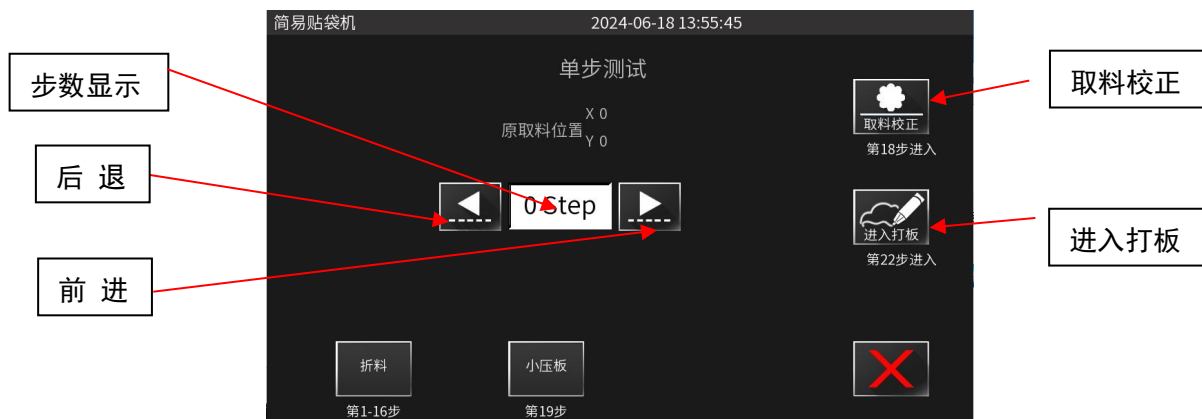 简易贴袋机 2024-06-18 13:55:45
单步测试
步数显示
取料校正
取料校正
第18步进入
X 0
原取料位置
Y 0
后 退
0 Step
进入打板
第22步进入
进入打板
前 进
折料
第1-16步
小压板
第19步